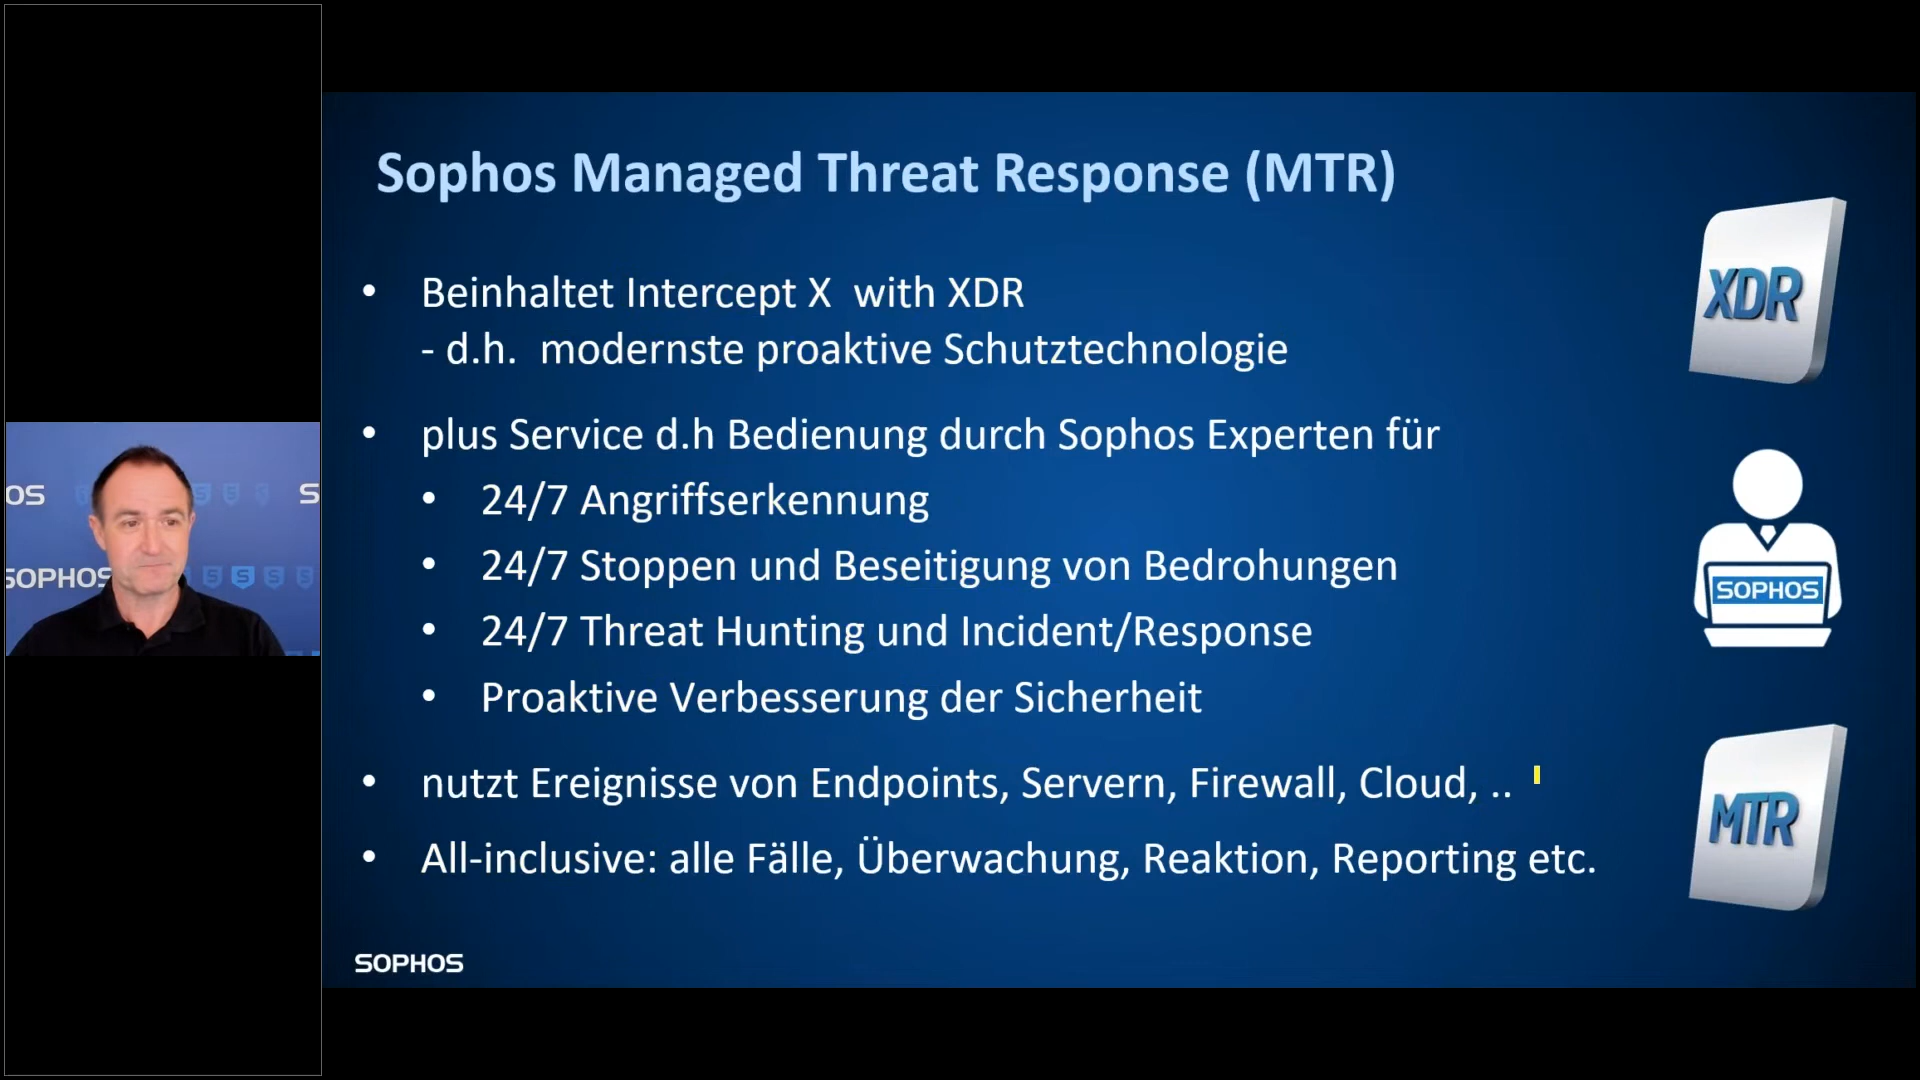 Sophos Managed Threat Response (MTR)
• Beinhaltet Intercept X with XDR
- d.h. modernste proaktive Schutztechnologie
• plus Service d.h Bedienung durch Sophos Experten für
• 24/7 Angriffserkennung
• 24/7 Stoppen und Beseitigung von Bedrohungen
• 24/7 Threat Hunting und Incident/Response
• Proaktive Verbesserung der Sicherheit
• nutzt Ereignisse von Endpoints, Servern, Firewall, Cloud, ..
• All-inclusive: alle Fälle, Überwachung, Reaktion, Reporting etc.
XDR
SOPHOS
MTR
SOPHOS
OS
S
SOPHOS